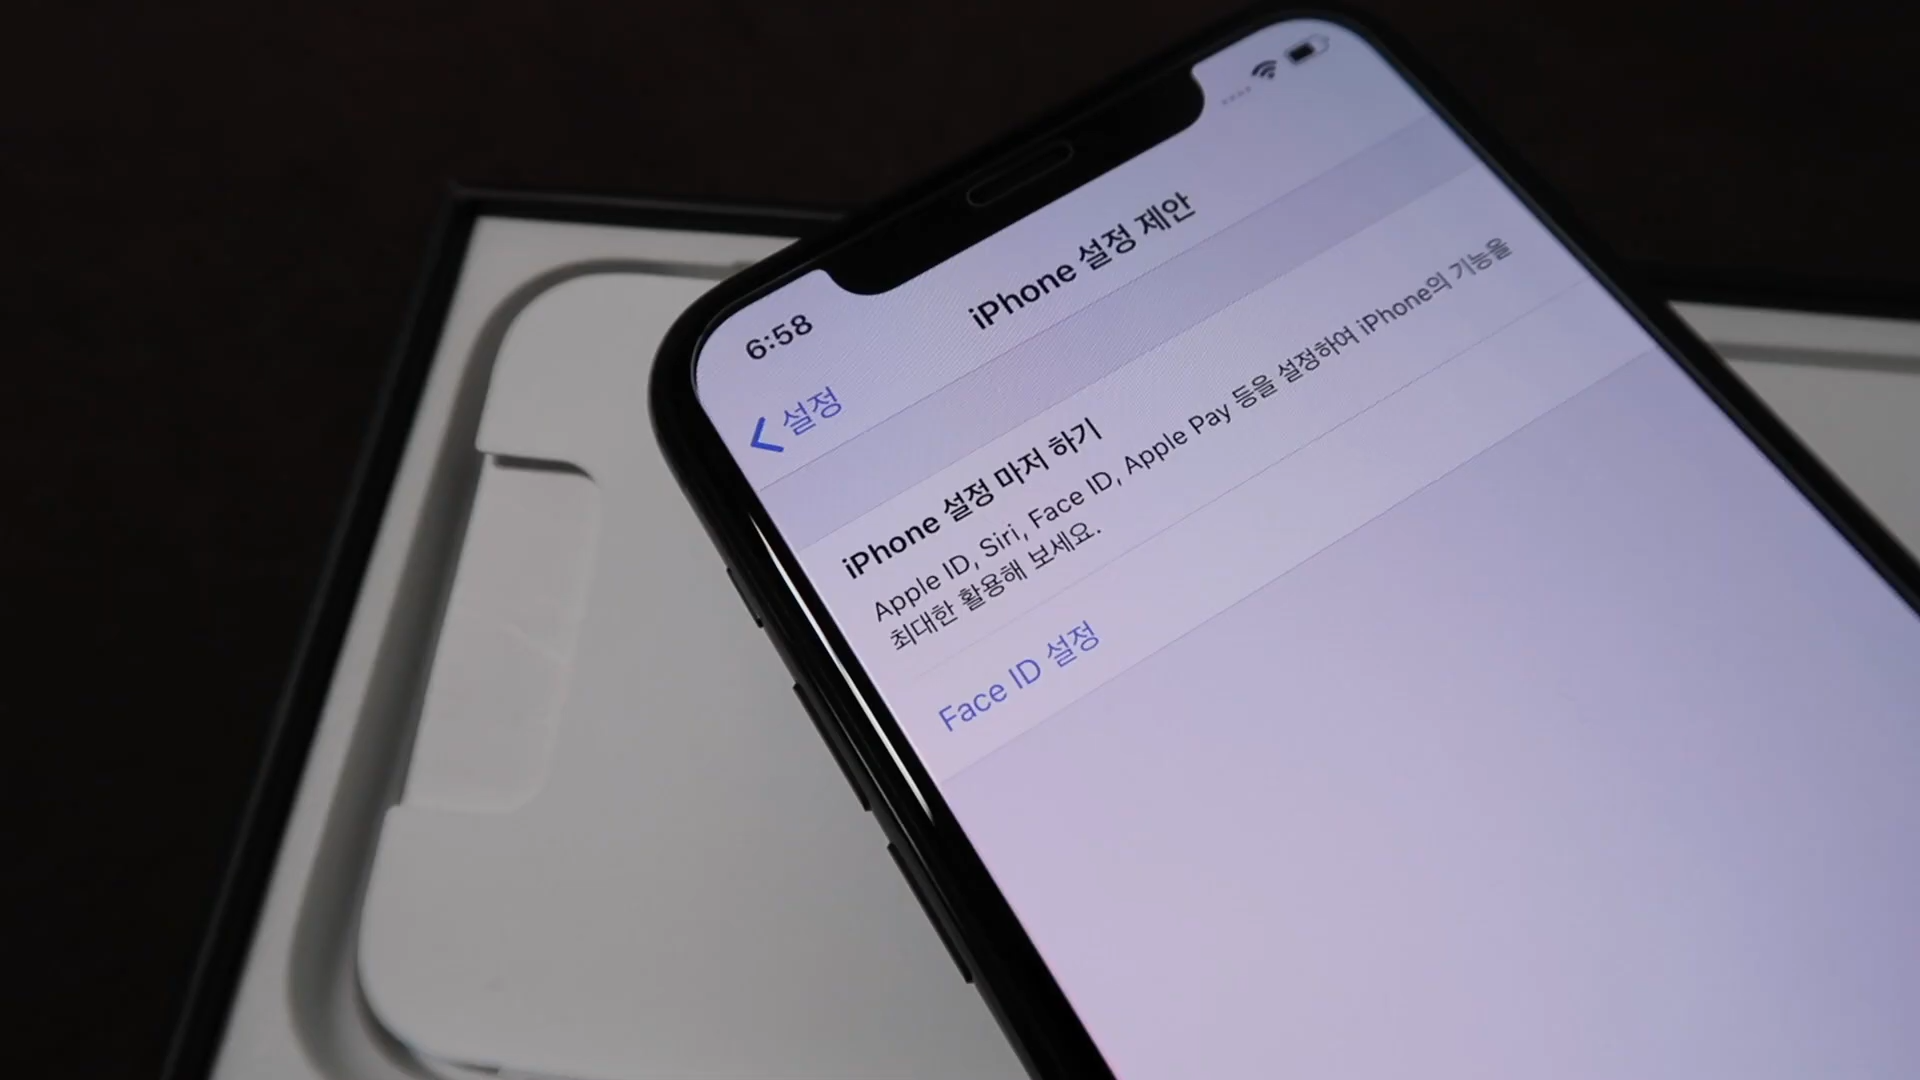 6:58
iPhone 설정 제안
설정
iPhone 설정 마저 하기
Apple ID, Siri, Face ID, Apple Pay 등을 설정하여 iPhone의 기능을
최대한 활용해 보세요.
Face ID 설정